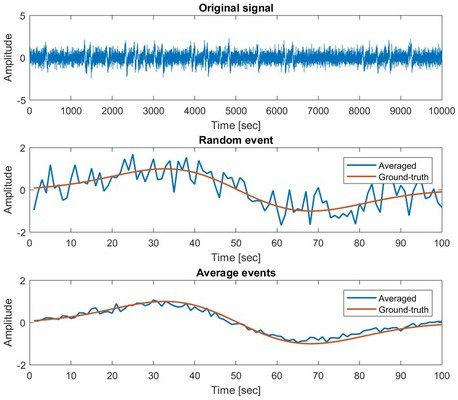 Original signal
Amplitude
5
0
-5
0 1000 2000 3000 4000 5000 6000 7000 8000 9000 10000
Time [sec]
Random event
Amplitude
2
0
-2
Averaged
Ground-truth
0 10 20 30 40 50 60 70 80 90 100
Time [sec]
Average events
Amplitude
2
0
-2
Averaged
Ground-truth
0 10 20 30 40 50 60 70 80 90 100
Time [sec]